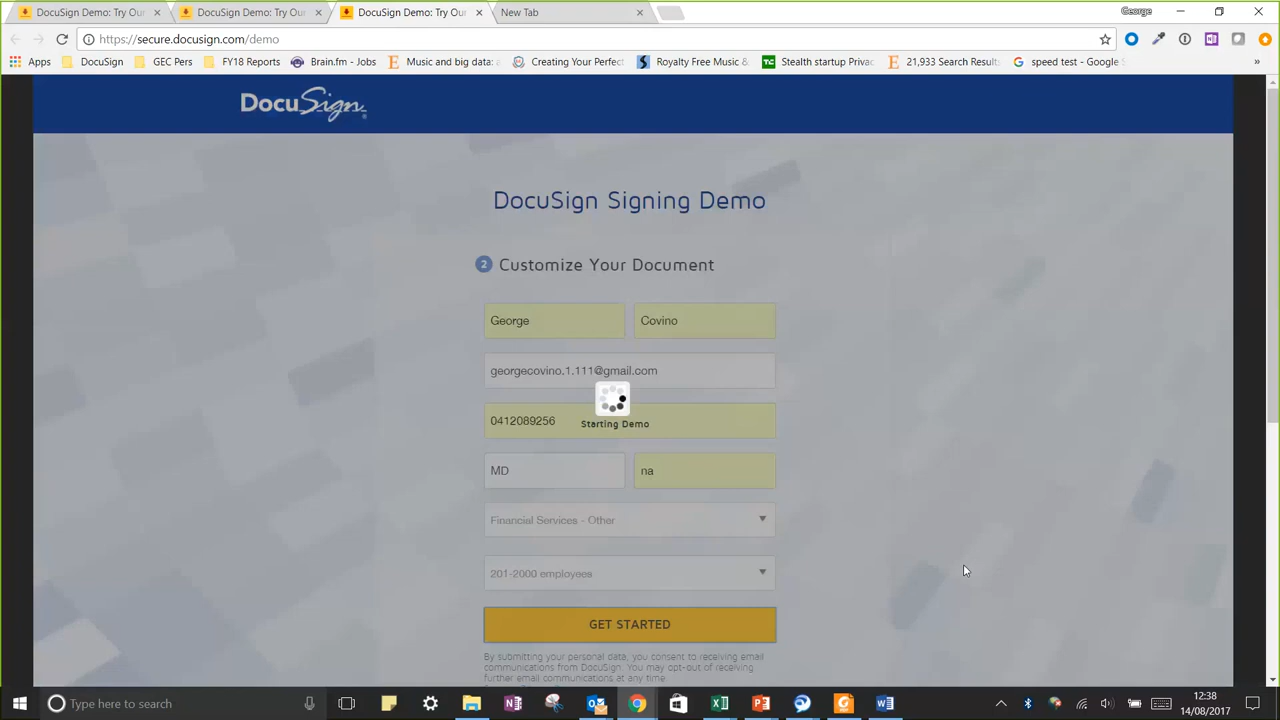 DocuSign Demo: Try Our
DocuSign Demo: Try Our
DocuSign Demo: Try Our
New Tab
George
https://secure.docusign.com/demo
Apps
DocuSign
GEC Pers
FY18 Reports
Brain.fm - Jobs
Music and big data:
Creating Your Perfect
Royalty Free Music &
Stealth startup Privac
21,933 Search Results
speed test - Google S
DocuSign
DocuSign Signing Demo
2 Customize Your Document
George
Covino
georgecovino.1.111@gmail.com
0412089256
Starting Demo
MD
na
Financial Services - Other
201-2000 employees
GET STARTED
By submitting your personal data, you consent to receiving email
communications from DocuSign. You may opt-out of receiving
further email communications at any time
Type here to search
12:38
14/08/2017